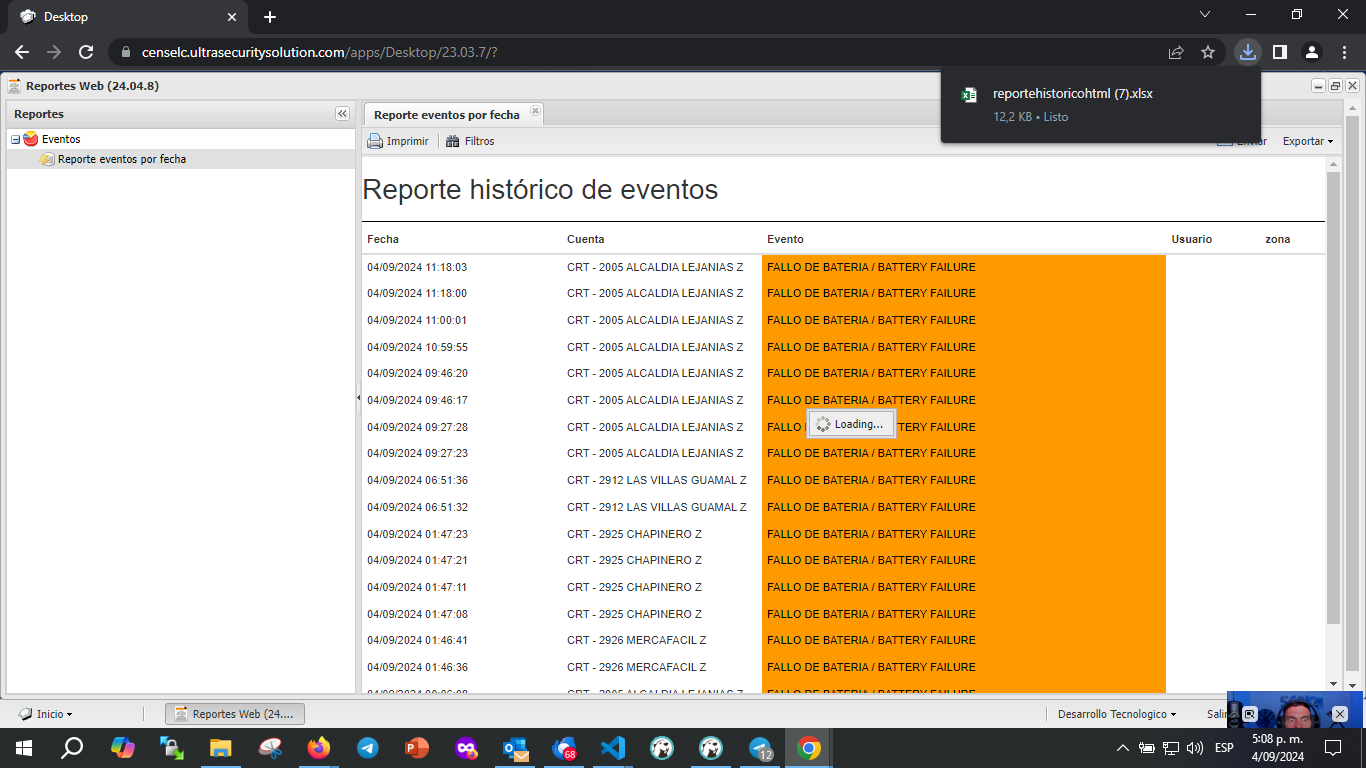 Desktop
censelc.ultrasecuritysolution.com/apps/Desktop/23.03.7/?
Reportes Web (24.04.8)
reportehistoricohtml (7).xlsx
12,2 KB • Listo
Reportes
Reporte eventos por fecha
Eventos
Reporte eventos por fecha
Imprimir
Filtros
Enviar
Exportar
Reporte histórico de eventos
Fecha Cuenta Evento Usuario zona
04/09/2024 11:18:03 CRT - 2005 ALCALDIA LEJANIAS Z FALLO DE BATERIA / BATTERY FAILURE
04/09/2024 11:18:00 CRT - 2005 ALCALDIA LEJANIAS Z FALLO DE BATERIA / BATTERY FAILURE
04/09/2024 11:00:01 CRT - 2005 ALCALDIA LEJANIAS Z FALLO DE BATERIA / BATTERY FAILURE
04/09/2024 10:59:55 CRT - 2005 ALCALDIA LEJANIAS Z FALLO DE BATERIA / BATTERY FAILURE
04/09/2024 09:46:20 CRT - 2005 ALCALDIA LEJANIAS Z FALLO DE BATERIA / BATTERY FAILURE
04/09/2024 09:46:17 CRT - 2005 ALCALDIA LEJANIAS Z FALLO DE BATERIA / BATTERY FAILURE
04/09/2024 09:27:28 CRT - 2005 ALCALDIA LEJANIAS Z FALLO TTERY FAILURE
Loading...
04/09/2024 09:27:23 CRT - 2005 ALCALDIA LEJANIAS Z FALLO DE BATERIA / BATTERY FAILURE
04/09/2024 06:51:36 CRT - 2912 LAS VILLAS GUAMAL Z FALLO DE BATERIA / BATTERY FAILURE
04/09/2024 06:51:32 CRT - 2912 LAS VILLAS GUAMAL Z FALLO DE BATERIA / BATTERY FAILURE
04/09/2024 01:47:23 CRT - 2925 CHAPINERO Z FALLO DE BATERIA / BATTERY FAILURE
04/09/2024 01:47:21 CRT - 2925 CHAPINERO Z FALLO DE BATERIA / BATTERY FAILURE
04/09/2024 01:47:11 CRT - 2925 CHAPINERO Z FALLO DE BATERIA / BATTERY FAILURE
04/09/2024 01:47:08 CRT - 2925 CHAPINERO Z FALLO DE BATERIA / BATTERY FAILURE
04/09/2024 01:46:41 CRT - 2926 MERCAFACIL Z FALLO DE BATERIA / BATTERY FAILURE
04/09/2024 01:46:36 CRT - 2926 MERCAFACIL Z FALLO DE BATERIA / BATTERY FAILURE
Inicio
Reportes Web (24....
Desarrollo Tecnologico
68
12
ESP
5:08 p. m.
4/09/2024